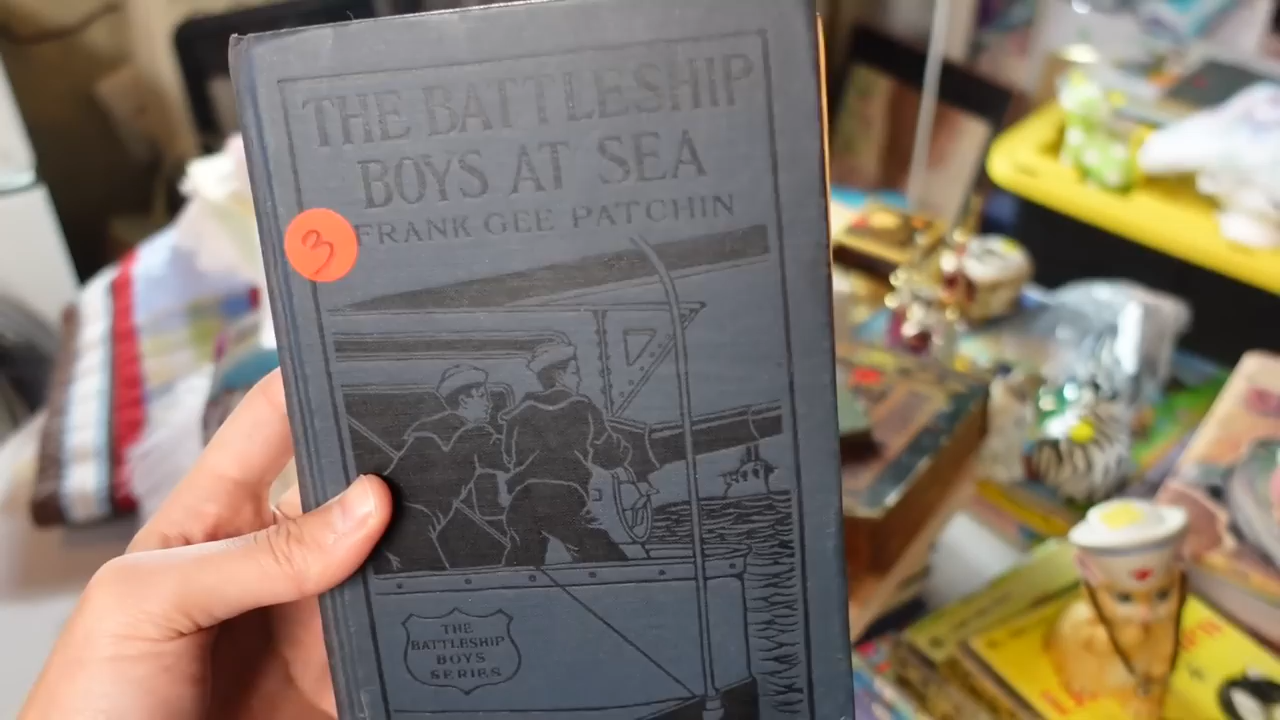 THE BATTLESHIP
BOYS AT SEA
FRANK GEE PATCHIN
3
THE
BATTLESHIP
BOYS
SERIES